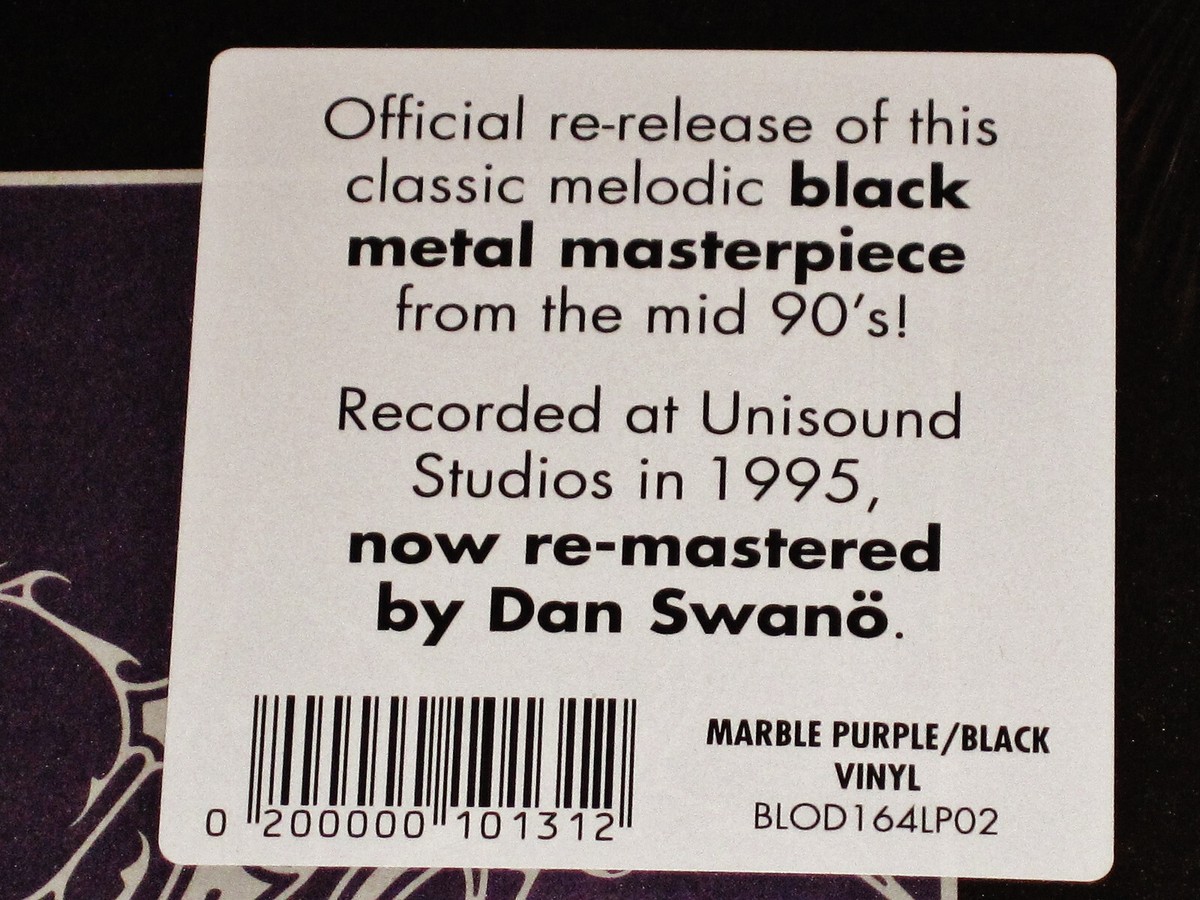 Official re-release of this
classic melodic black
metal masterpiece
from the mid 90's!
Recorded at Unisound
Studios in 1995,
now re-mastered
by Dan Swanö.
MARBLE PURPLE/BLACK
VINYL
BLOD164LP02
0 200000 101312